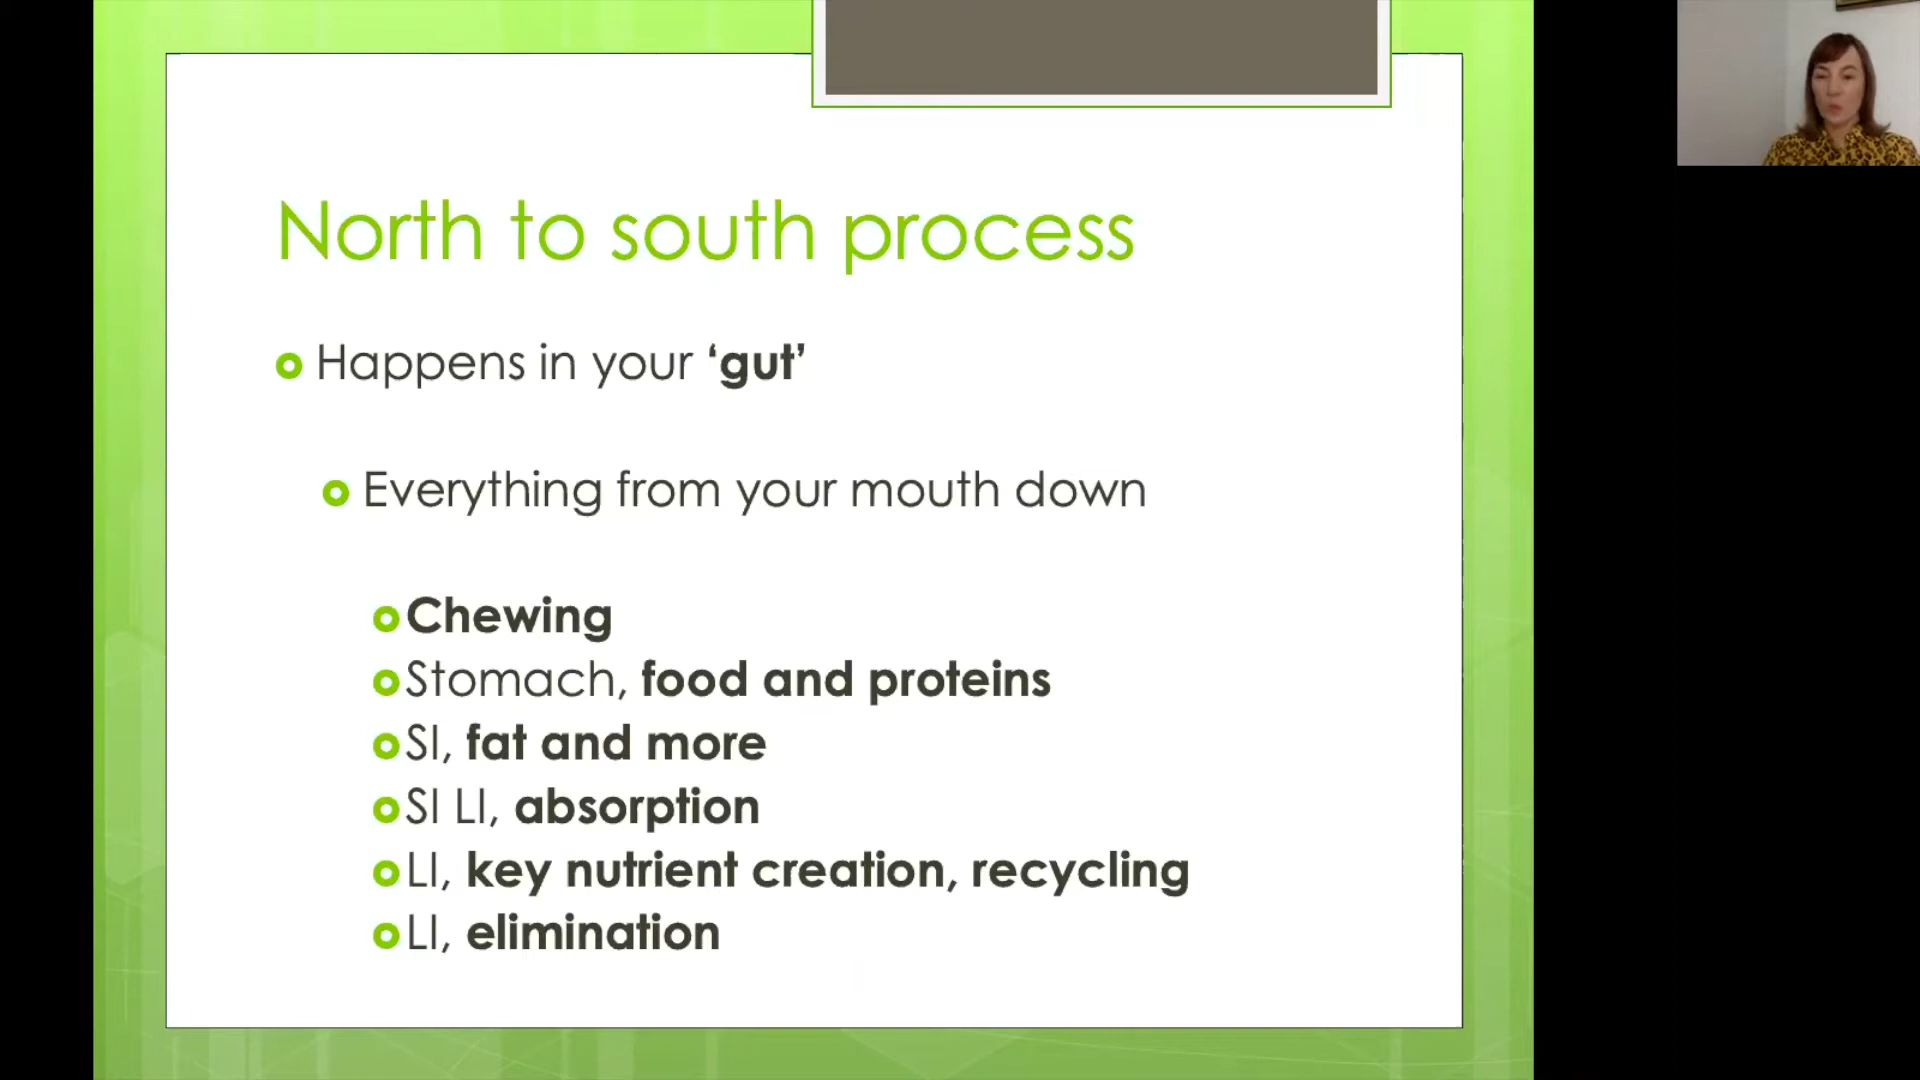 North to south process
Happens in your ‘gut’
Everything from your mouth down
Chewing
Stomach, food and proteins
SI, fat and more
SI LI, absorption
LI, key nutrient creation, recycling
LI, elimination